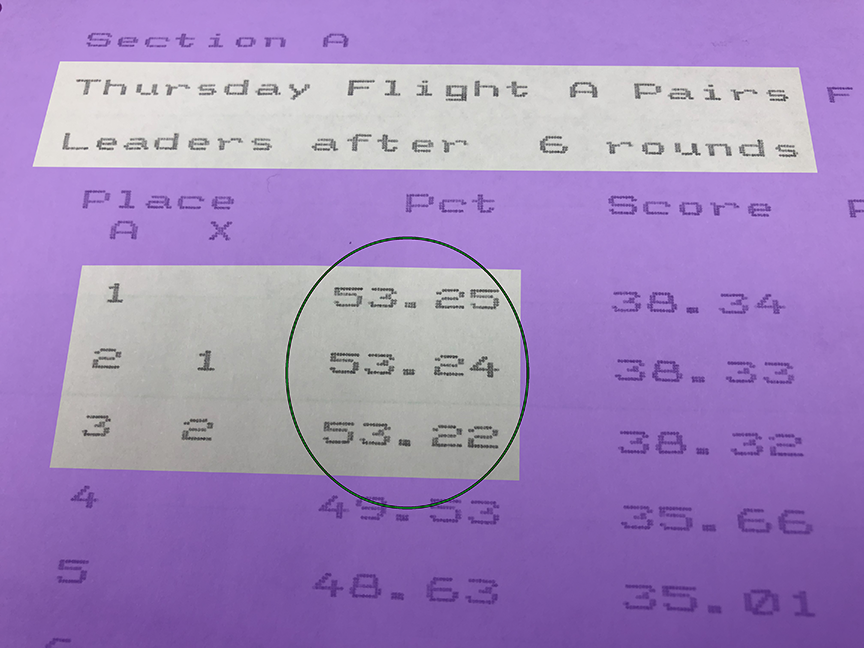 Section A
Thursday Flight A Pairs F
Leaders after 6 rounds
Place Pct Score
A X
1 53.25 38.34
2 1 53.24 38.33
3 2 53.22 38.32
4 49.53 35.66
5 48.63 35.01